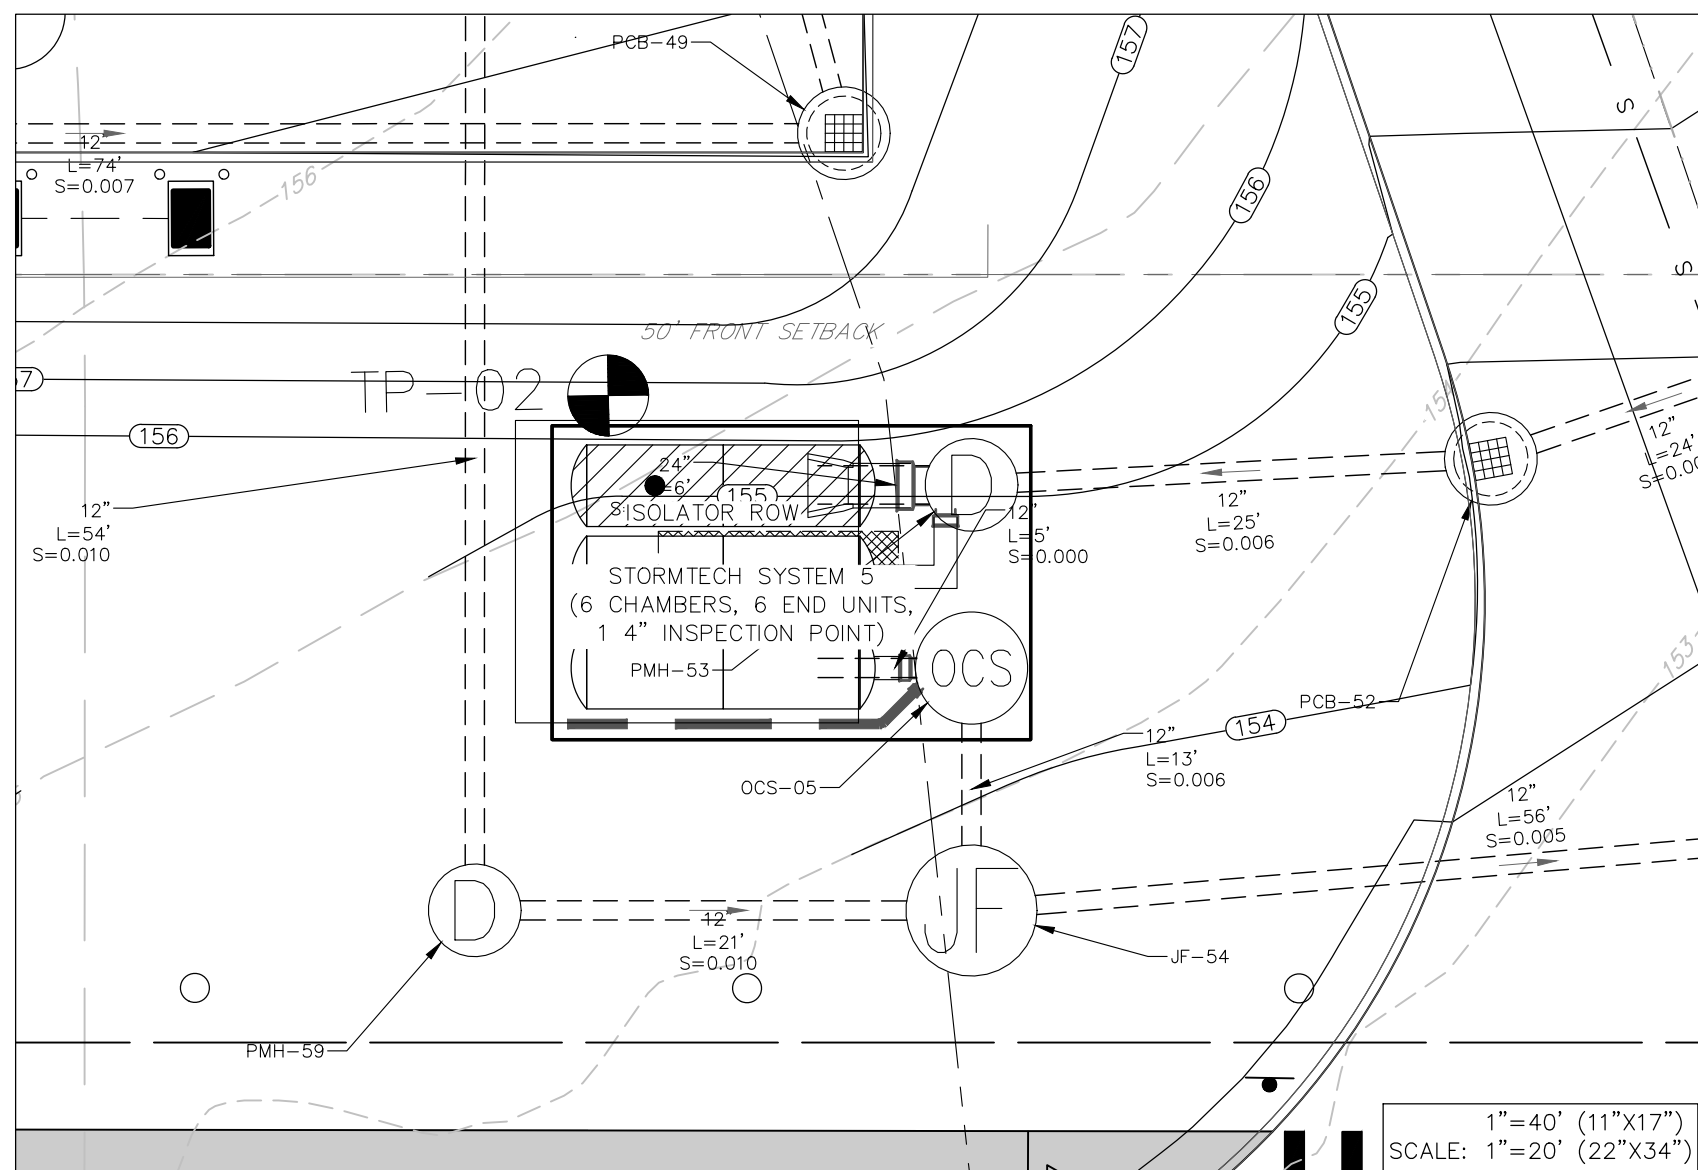 PCB-49
157
12"
L=74'
S=0.007
156
S
156
S
155
50' FRONT SETBACK
TP-02
154
156
12"
L=24'
24"
=6'
155
ISOLATOR ROW
D
12"
L=5'
S=0.000
12"
L=25'
S=0.006
12"
L=54'
S=0.010
STORMTECH SYSTEM 5
(6 CHAMBERS, 6 END UNITS,
1 4" INSPECTION POINT)
PMH-53
OCS
153
PCB-52
154
12"
L=13'
S=0.006
OCS-05
12"
L=56'
S=0.005
D
12"
L=21'
S=0.010
JF
JF-54
PMH-59
1"=40' (11"X17")
SCALE: 1"=20' (22"X34")